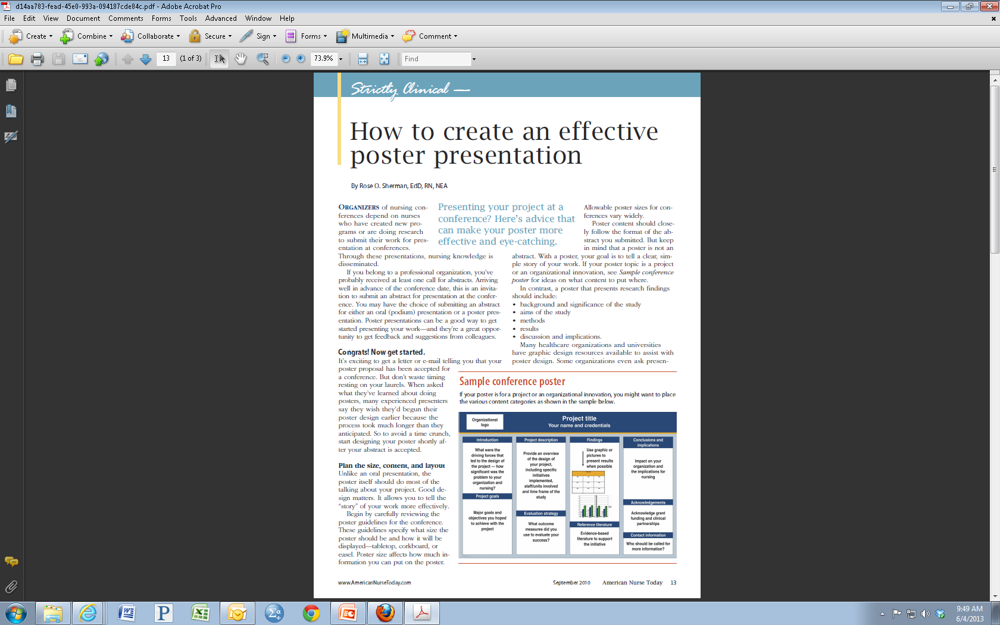 d14aa783-fead-45e0-993a-094187cde84c.pdf - Adobe Acrobat Pro
File Edit View Document Comments Forms Tools Advanced Window Help
Create Combine Collaborate Secure Sign Forms Multimedia Comment
13 (1 of 3) 73.9% Find
Strictly Clinical —
How to create an effective
poster presentation
By Rose O. Sherman, EdD, RN, NEA
ORGANIZERS of nursing con-
ferences depend on nurses
who have created new pro-
grams or are doing research
to submit their work for pres-
entation at conferences.
Through these presentations, nursing knowledge is
disseminated.
If you belong to a professional organization, you've
probably received at least one call for abstracts. Arriving
well in advance of the conference date, this is an invita-
tion to submit an abstract for presentation at the confer-
ence. You may have the choice of submitting an abstract
for either an oral (podium) presentation or a poster pres-
entation. Poster presentations can be a good way to get
started presenting your work—and they're a great oppor-
tunity to get feedback and suggestions from colleagues.
Congrats! Now get started.
It's exciting to get a letter or e-mail telling you that your
poster proposal has been accepted for
a conference. But don't waste timing
resting on your laurels. When asked
what they've learned about doing
posters, many experienced presenters
say they wish they'd begun their
poster design earlier because the
process took much longer than they
anticipated. So to avoid a time crunch,
start designing your poster shortly af-
ter your abstract is accepted.
Plan the size, content, and layout
Unlike an oral presentation, the
poster itself should do most of the
talking about your project. Good de-
sign matters. It allows you to tell the
"story" of your work more effectively.
Begin by carefully reviewing the
poster guidelines for the conference.
These guidelines specify what size the
poster should be and how it will be
displayed—tabletop, corkboard, or
easel. Poster size affects how much in-
formation you can put on the poster.
Presenting your project at a
conference? Here's advice that
can make your poster more
effective and eye-catching.
Allowable poster sizes for con-
ferences vary widely.
Poster content should close-
ly follow the format of the ab-
stract you submitted. But keep
in mind that a poster is not an
abstract. With a poster, your goal is to tell a clear, sim-
ple story of your work. If your poster topic is a project
or an organizational innovation, see Sample conference
poster for ideas on what content to put where.
In contrast, a poster that presents research findings
should include:
• background and significance of the study
• aims of the study
• methods
• results
• discussion and implications.
Many healthcare organizations and universities
have graphic design resources available to assist with
poster design. Some organizations even ask presen-
Sample conference poster
If your poster is for a project or an organizational innovation, you might want to place
the various content categories as shown in the sample below.
Organizational
logo
Project title
Your name and credentials
Introduction
What were the
driving forces that
led to the design of
the project — how
significant was the
problem to your
organization and
nursing?
Project goals
Major goals and
objectives you hoped
to achieve with the
project
Project description
Provide an overview
of the design of
your project,
including specific
initiatives
implemented,
staff/units involved
and time frame of the
study
Evaluation strategy
What outcome
measures did you
use to evaluate your
success?
Findings
Use graphic or
pictures to
present results
when possible
Reference literature
Evidence-based
literature to support
the initiative
Conclusions and
implications
Impact on your
organization and
the implications for
nursing
Acknowledgements
Acknowledge grant
funding and clinical
partnerships
Contact information
Who should be called for
more information?
www.AmericanNurseToday.com
September 2010 American Nurse Today 13
9:49 AM
6/4/2013